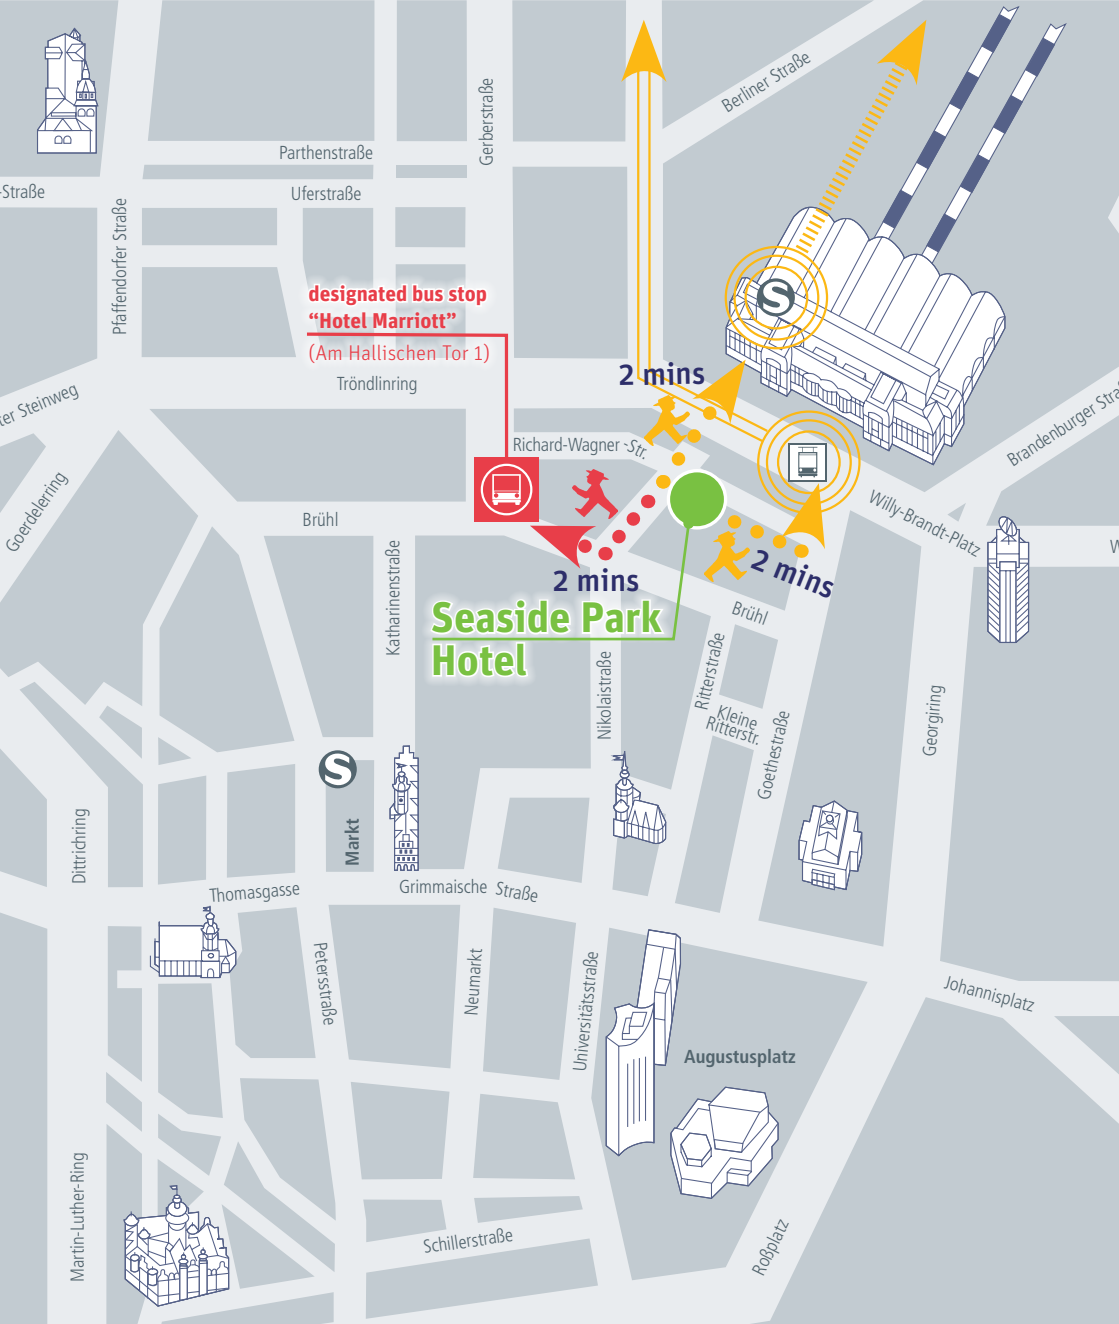 Berliner Straße
Gerberstraße
Parthenstraße
-Straße
Uferstraße
Pfaffendorfer Straße
designated bus stop
“Hotel Marriott”
(Am Hallischen Tor 1)
S
2 mins
Tröndlinring
ter Steinweg
Brandenburger Straß
Richard-Wagner-Str.
Goerdelerring
Willy-Brandt-Platz
Brühl
W
2 mins
2 mins
Katharinenstraße
Seaside Park
Hotel
Brühl
Nikolaistraße
Ritterstraße
Kleine
Ritterstr.
Goethestraße
Georgiring
S
Markt
Dittrichring
Thomasgasse
Grimmaische Straße
Petersstraße
Neumarkt
Universitätsstraße
Johannisplatz
Augustusplatz
Martin-Luther-Ring
Schillerstraße
Roßplatz